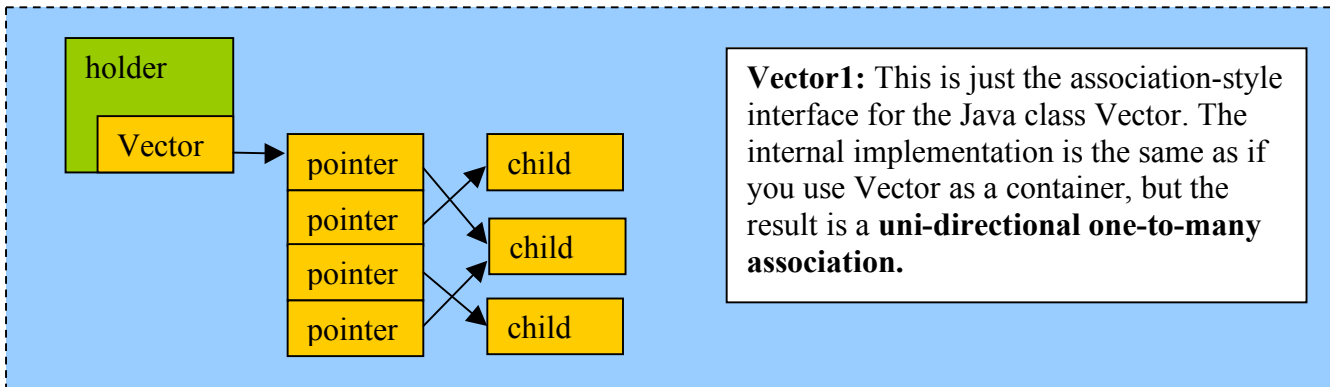 holder
Vector
pointer
pointer
pointer
pointer
child
child
child
Vector1: This is just the association-style
interface for the Java class Vector. The
internal implementation is the same as if
you use Vector as a container, but the
result is a uni-directional one-to-many
association.